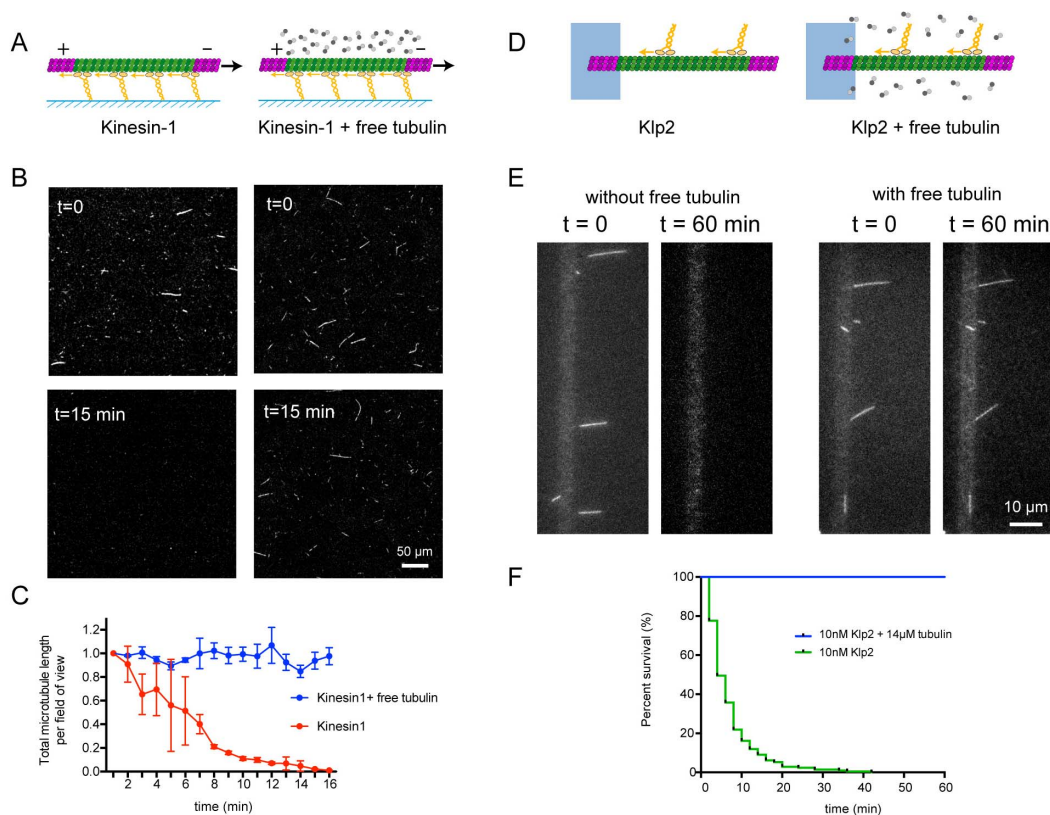 A
+
−
+
−
Kinesin-1
Kinesin-1 + free tubulin
B
t=0
t=0
t=15 min
t=15 min
50 µm
C
Total microtubule length
per field of view
1.2
1.0
0.8
0.6
0.4
0.2
0.0
2 4 6 8 10 12 14 16
time (min)
Kinesin1+ free tubulin
Kinesin1
D
Klp2
Klp2 + free tubulin
E
without free tubulin
t = 0
t = 60 min
with free tubulin
t = 0
t = 60 min
10 µm
F
Percent survival (%)
100
80
60
40
20
0
0 10 20 30 40 50 60
time (min)
10nM Klp2 + 14µM tubulin
10nM Klp2